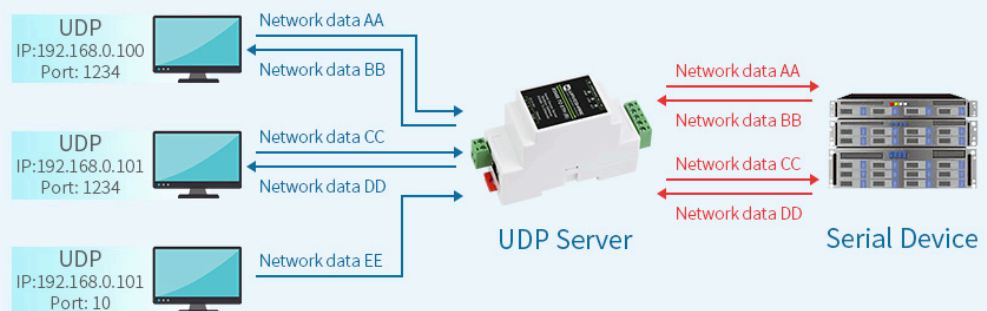 UDP
IP:192.168.0.100
Port: 1234
Network data AA
Network data BB
UDP
IP:192.168.0.101
Port: 1234
Network data CC
Network data DD
UDP
IP:192.168.0.101
Port: 10
Network data EE
UDP Server
Network data AA
Network data BB
Network data CC
Network data DD
Serial Device